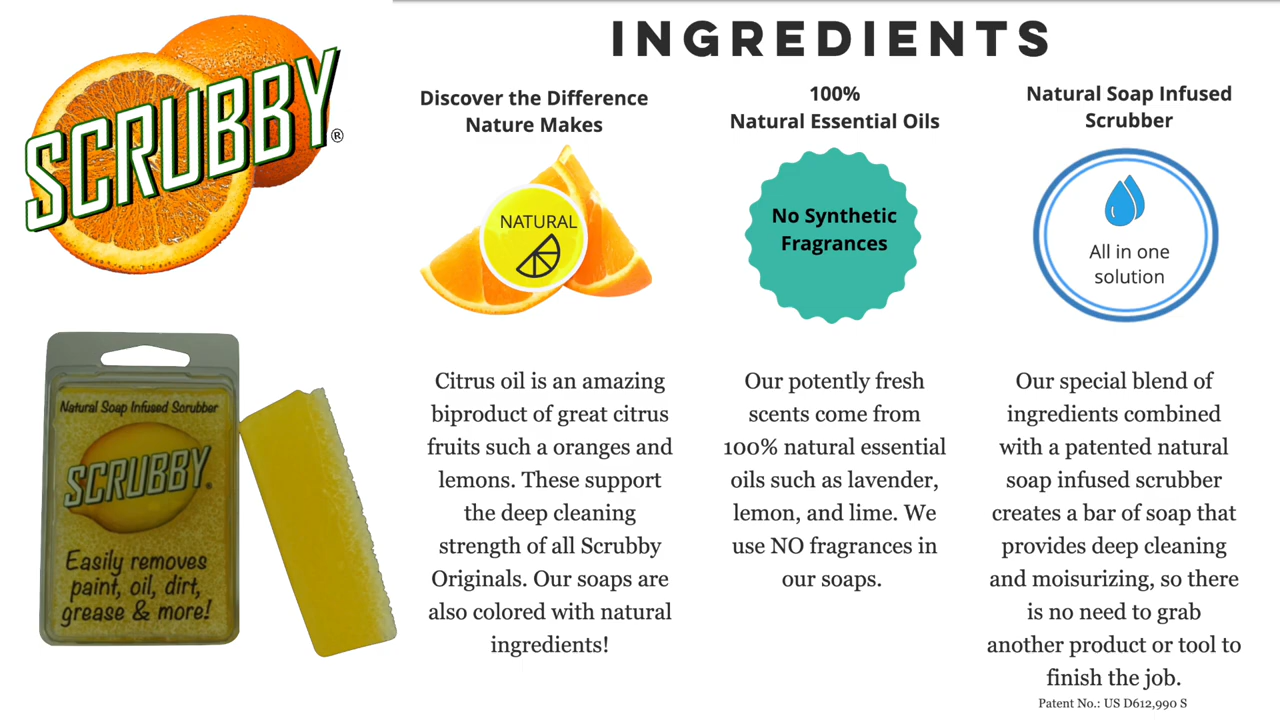 SCRUBBY®
INGREDIENTS
Discover the Difference
Nature Makes
NATURAL
Citrus oil is an amazing
biproduct of great citrus
fruits such a oranges and
lemons. These support
the deep cleaning
strength of all Scrubby
Originals. Our soaps are
also colored with natural
ingredients!
100%
Natural Essential Oils
No Synthetic
Fragrances
Our potently fresh
scents come from
100% natural essential
oils such as lavender,
lemon, and lime. We
use NO fragrances in
our soaps.
Natural Soap Infused
Scrubber
All in one
solution
Our special blend of
ingredients combined
with a patented natural
soap infused scrubber
creates a bar of soap that
provides deep cleaning
and moisurizing, so there
is no need to grab
another product or tool to
finish the job.
Patent No.: US D612,990 S
Natural Soap Infused Scrubber
SCRUBBY®
Easily removes
paint, oil, dirt,
grease & more!